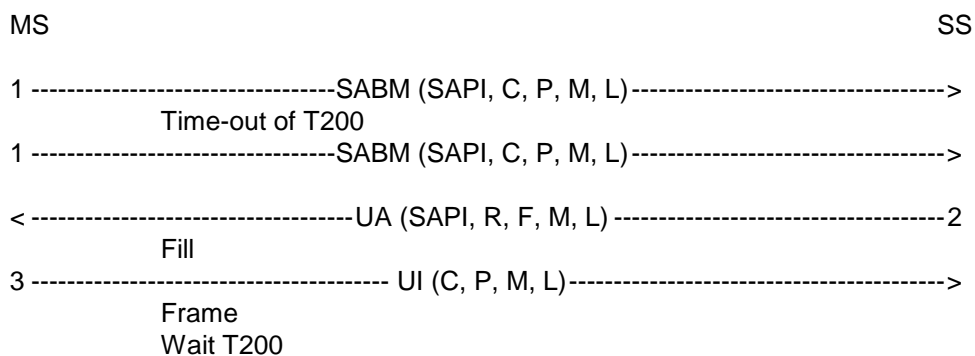 MS SS
1 ----------------------------------SABM (SAPI, C, P, M, L)----------------------------------->
Time-out of T200
1 ----------------------------------SABM (SAPI, C, P, M, L)----------------------------------->
< ------------------------------------UA (SAPI, R, F, M, L) -------------------------------------2
Fill
3 ---------------------------------------- UI (C, P, M, L)------------------------------------------>
Frame
Wait T200